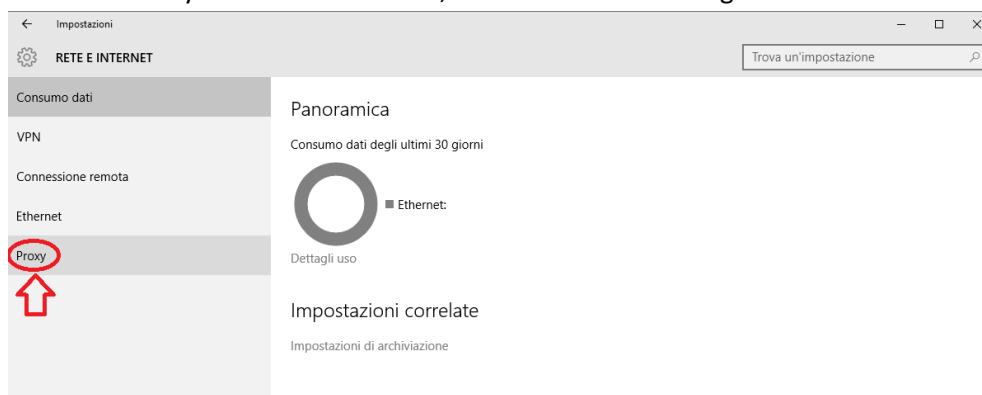 Impostazioni
RETE E INTERNET
Trova un'impostazione
Consumo dati
VPN
Connessione remota
Ethernet
Proxy
Panoramica
Consumo dati degli ultimi 30 giorni
Ethernet:
Dettagli uso
Impostazioni correlate
Impostazioni di archiviazione